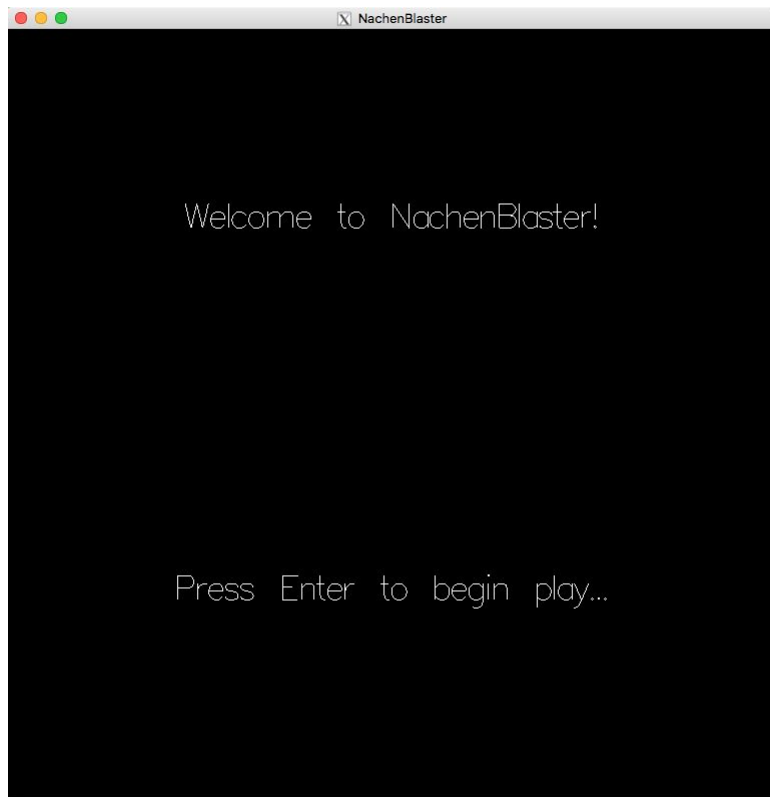 NachenBlaster
Welcome to NachenBlaster!
Press Enter to begin play...